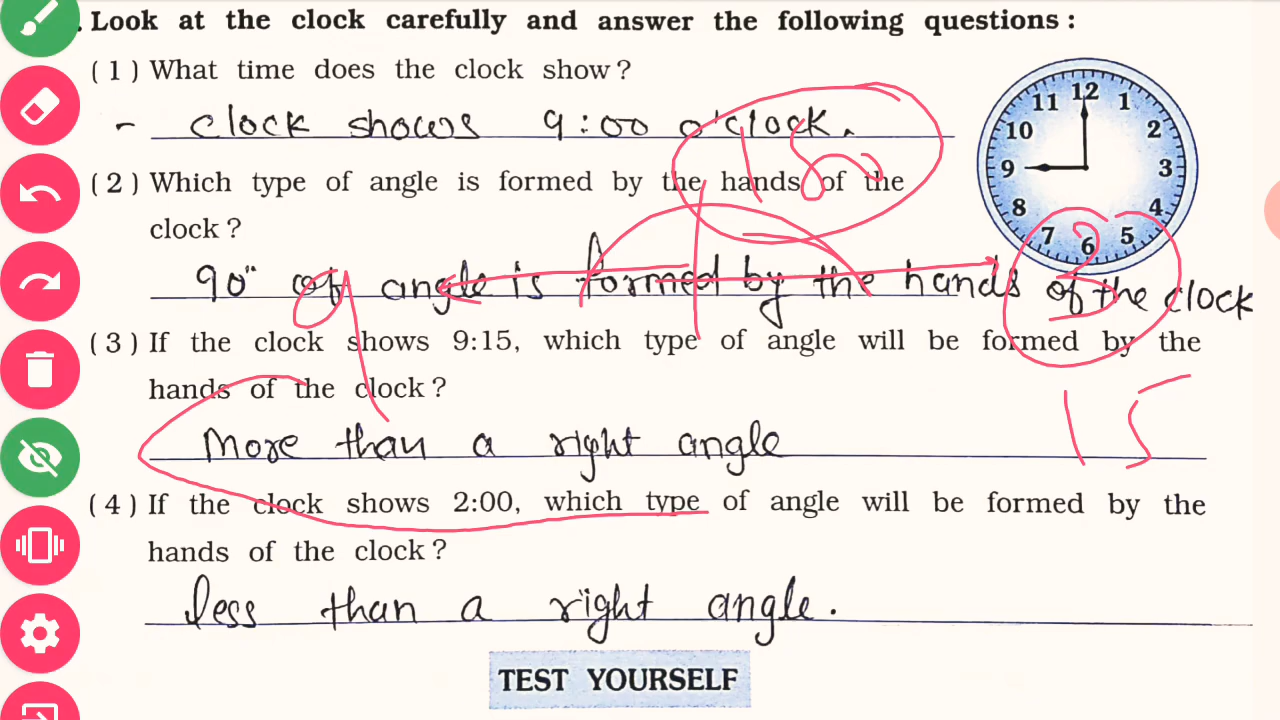 . Look at the clock carefully and answer the following questions :
( 1 ) What time does the clock show ?
- clock shows 9:00 o'clock.
( 2 ) Which type of angle is formed by the hands of the
clock ?
90° of angle is formed by the hands of the clock
( 3 ) If the clock shows 9:15, which type of angle will be formed by the
hands of the clock ?
More than a right angle
( 4 ) If the clock shows 2:00, which type of angle will be formed by the
hands of the clock ?
less than a right angle.
TEST YOURSELF
12
1
2
3
4
5
6
7
8
9
10
11
180
9
3
15